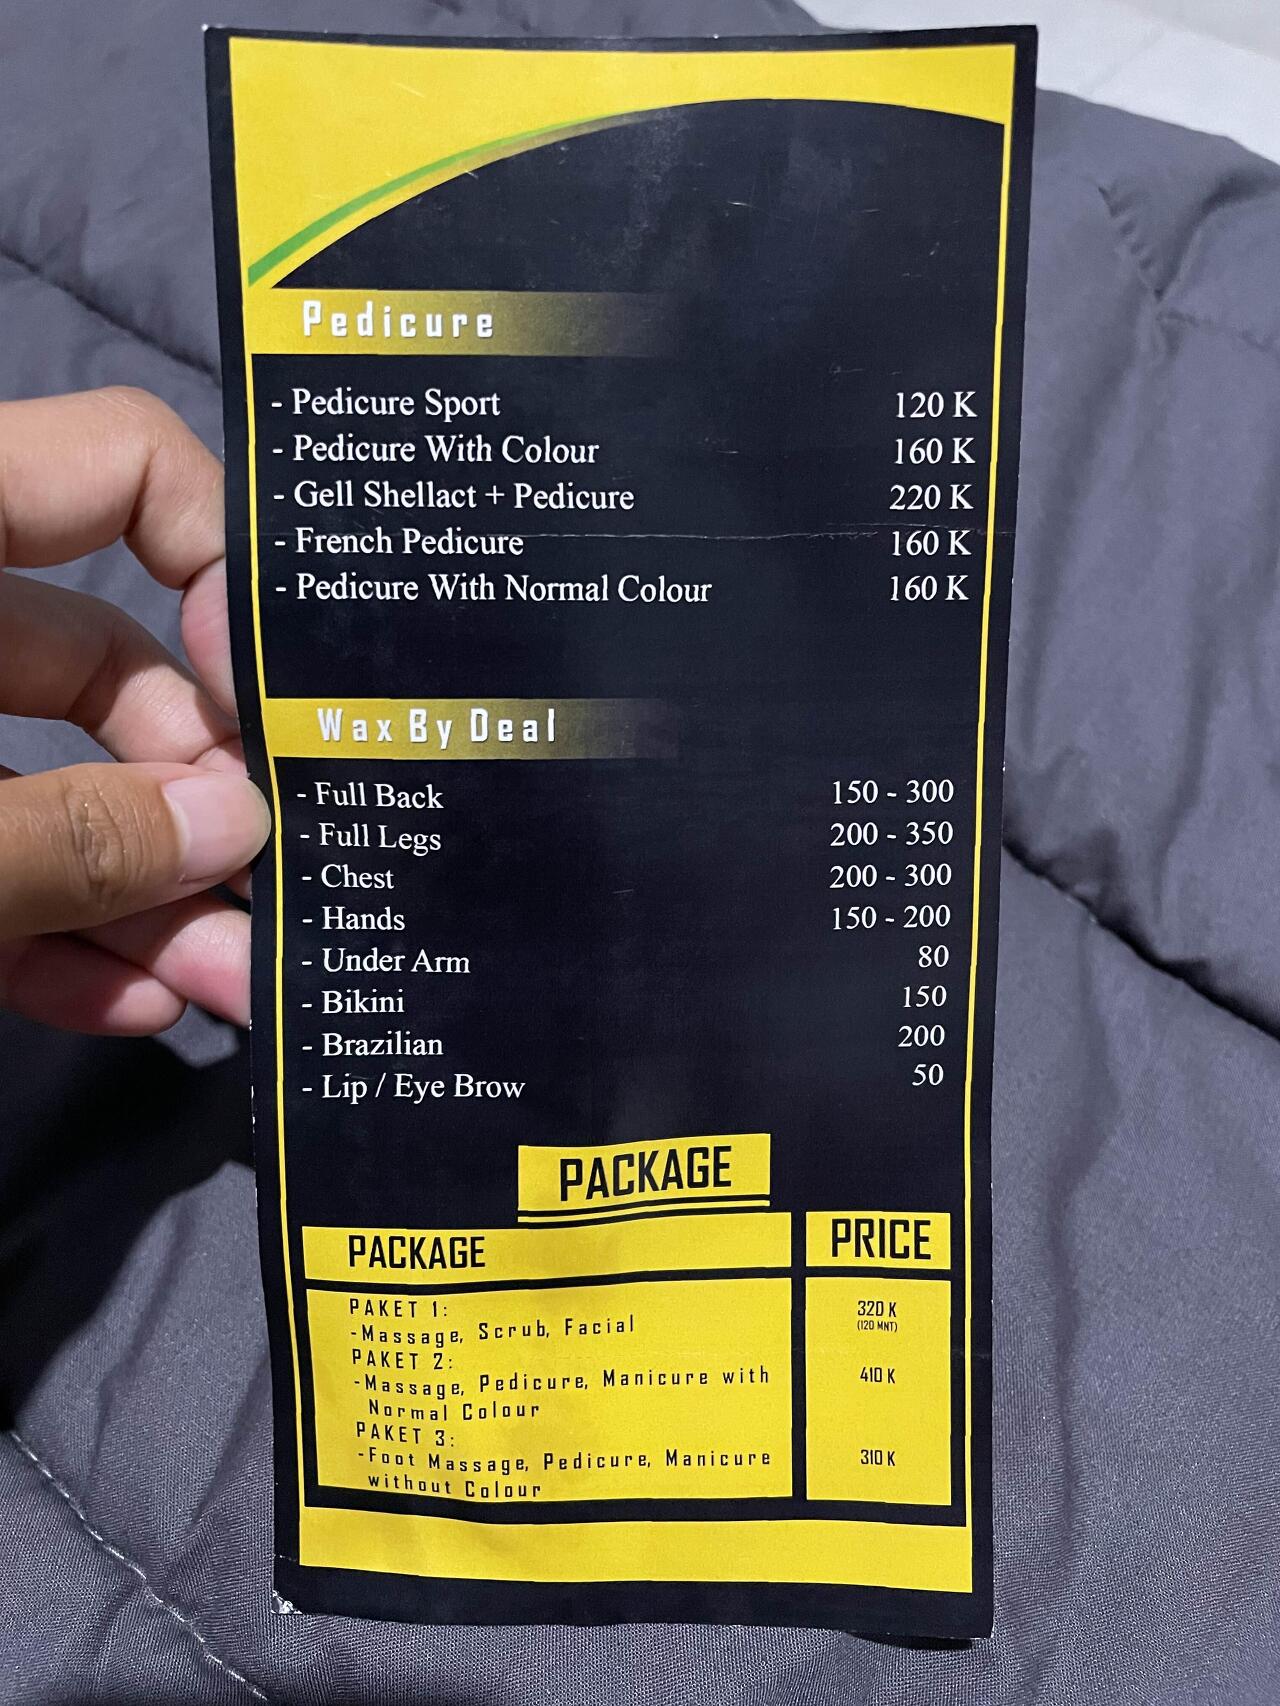 Pedicure
- Pedicure Sport 120 K
- Pedicure With Colour 160 K
- Gell Shellact + Pedicure 220 K
- French Pedicure 160 K
- Pedicure With Normal Colour 160 K
Wax By Deal
- Full Back 150 - 300
- Full Legs 200 - 350
- Chest 200 - 300
- Hands 150 - 200
- Under Arm 80
- Bikini 150
- Brazilian 200
- Lip / Eye Brow 50
PACKAGE
PACKAGE PRICE
PAKET 1: 320 K
-Massage, Scrub, Facial (120 MNT)
PAKET 2:
-Massage, Pedicure, Manicure with 410 K
Normal Colour
PAKET 3:
-Foot Massage, Pedicure, Manicure 310 K
without Colour